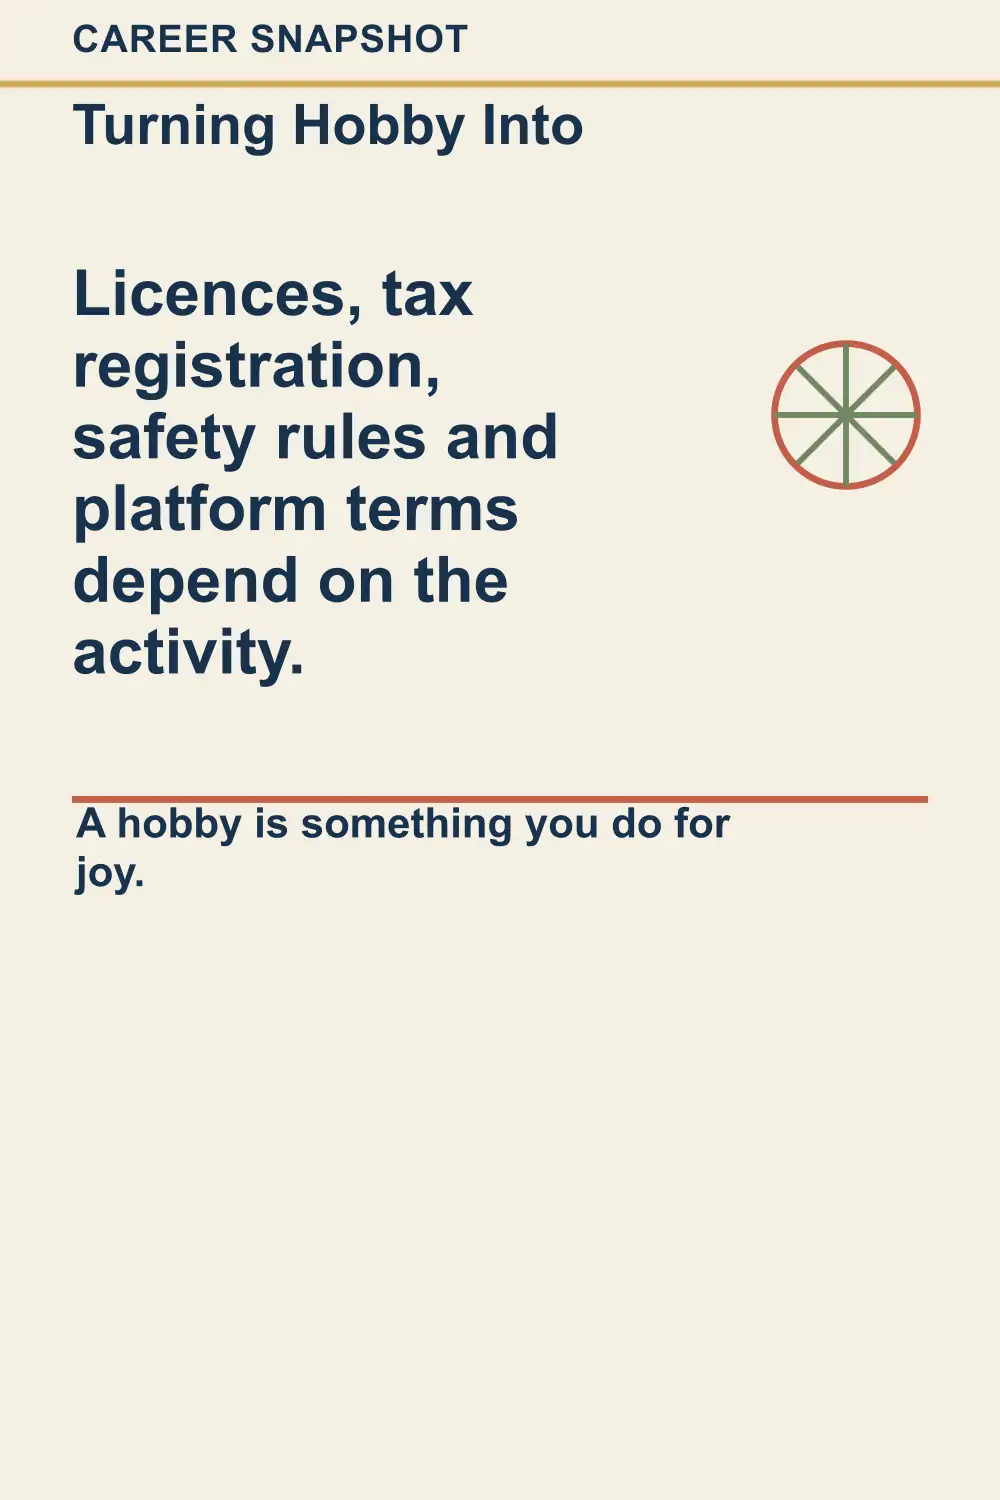 CAREER SNAPSHOT
Turning Hobby Into
Licences, tax
registration,
safety rules and
platform terms
depend on the
activity.
A hobby is something you do for
joy.